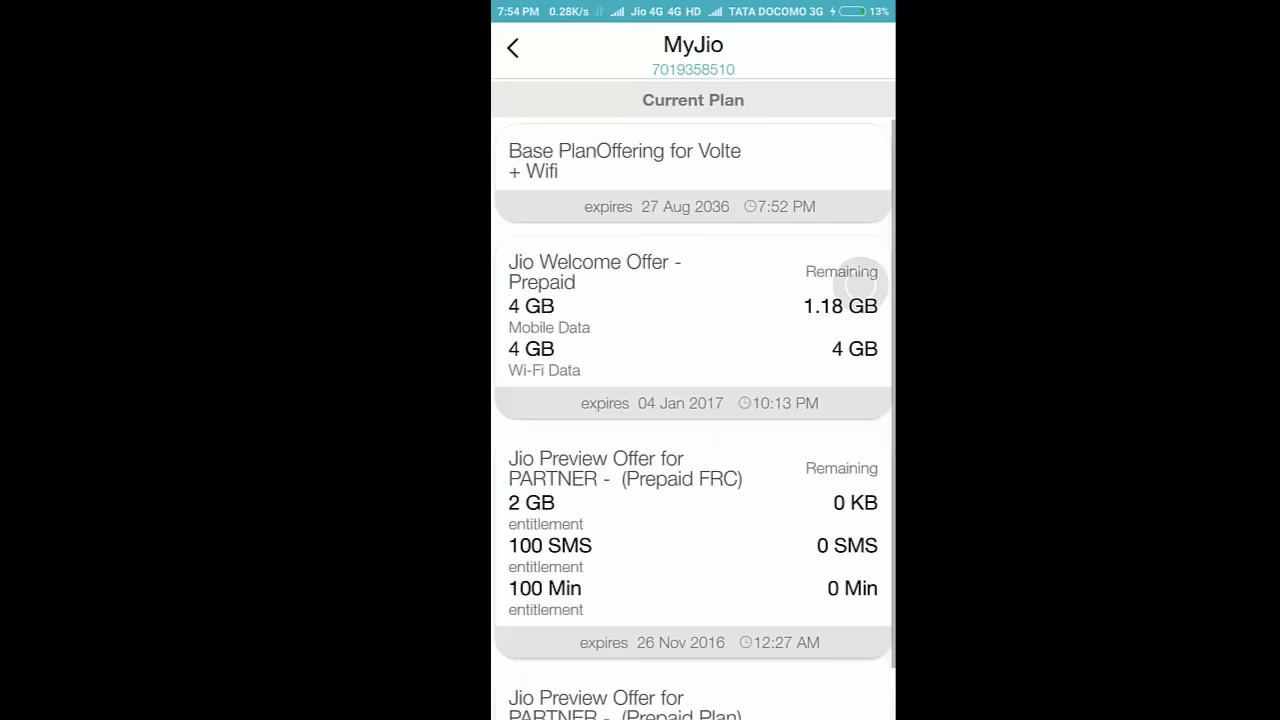 7:54 PM 0.28K/s Jio 4G 4G HD TATA DOCOMO 3G 13%
MyJio
7019358510
Current Plan
Base PlanOffering for Volte
+ Wifi
expires 27 Aug 2036 7:52 PM
Jio Welcome Offer -
Prepaid
Remaining
4 GB 1.18 GB
Mobile Data
4 GB 4 GB
Wi-Fi Data
expires 04 Jan 2017 10:13 PM
Jio Preview Offer for
PARTNER - (Prepaid FRC)
Remaining
2 GB 0 KB
entitlement
100 SMS 0 SMS
entitlement
100 Min 0 Min
entitlement
expires 26 Nov 2016 12:27 AM
Jio Preview Offer for
PARTNER - (Prepaid Plan)